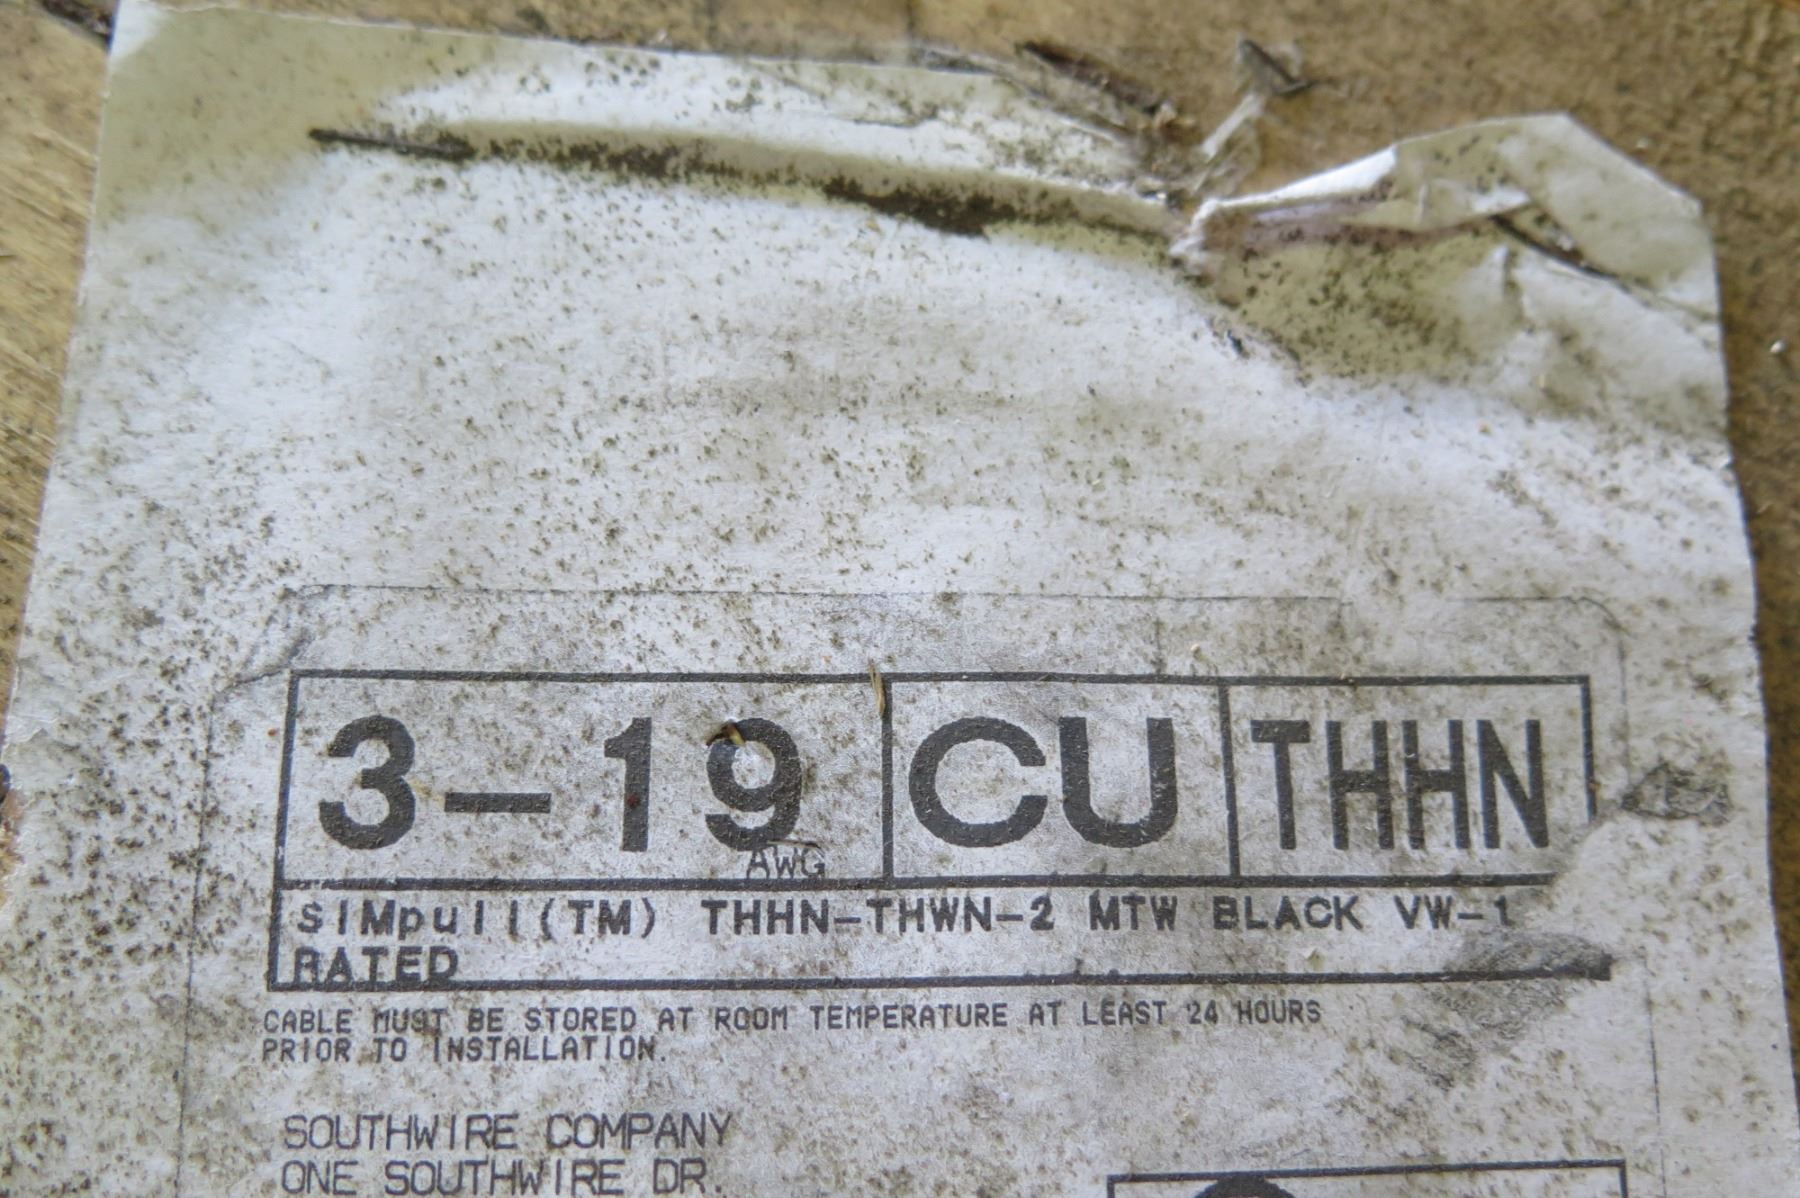 3-19 CU THHN
AWG
SIMpull(TM) THHN-THWN-2 MTW BLACK VW-1
RATED
CABLE MUST BE STORED AT ROOM TEMPERATURE AT LEAST 24 HOURS
PRIOR TO INSTALLATION.
SOUTHWIRE COMPANY
ONE SOUTHWIRE DR.